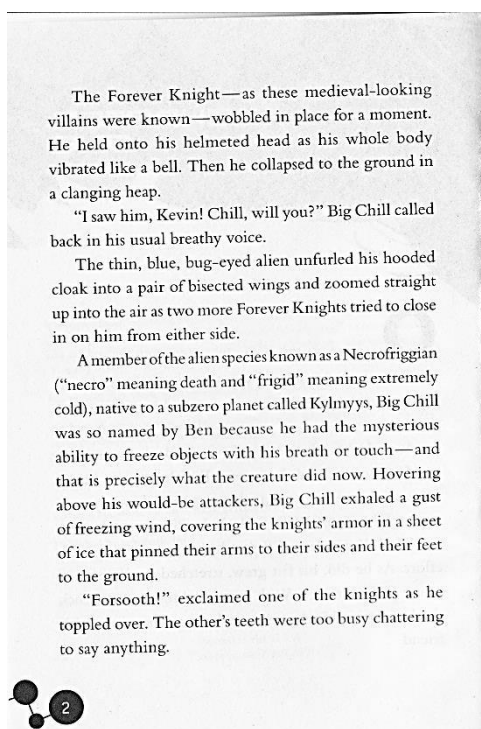 The Forever Knight—as these medieval-looking
villains were known—wobbled in place for a moment.
He held onto his helmeted head as his whole body
vibrated like a bell. Then he collapsed to the ground in
a clanging heap.
“I saw him, Kevin! Chill, will you?” Big Chill called
back in his usual breathy voice.
The thin, blue, bug-eyed alien unfurled his hooded
cloak into a pair of bisected wings and zoomed straight
up into the air as two more Forever Knights tried to close
in on him from either side.
A member of the alien species known as a Necrofriggian
(“necro” meaning death and “frigid” meaning extremely
cold), native to a subzero planet called Kylmyys, Big Chill
was so named by Ben because he had the mysterious
ability to freeze objects with his breath or touch—and
that is precisely what the creature did now. Hovering
above his would-be attackers, Big Chill exhaled a gust
of freezing wind, covering the knights’ armor in a sheet
of ice that pinned their arms to their sides and their feet
to the ground.
“Forsooth!” exclaimed one of the knights as he
toppled over. The other’s teeth were too busy chattering
to say anything.
2